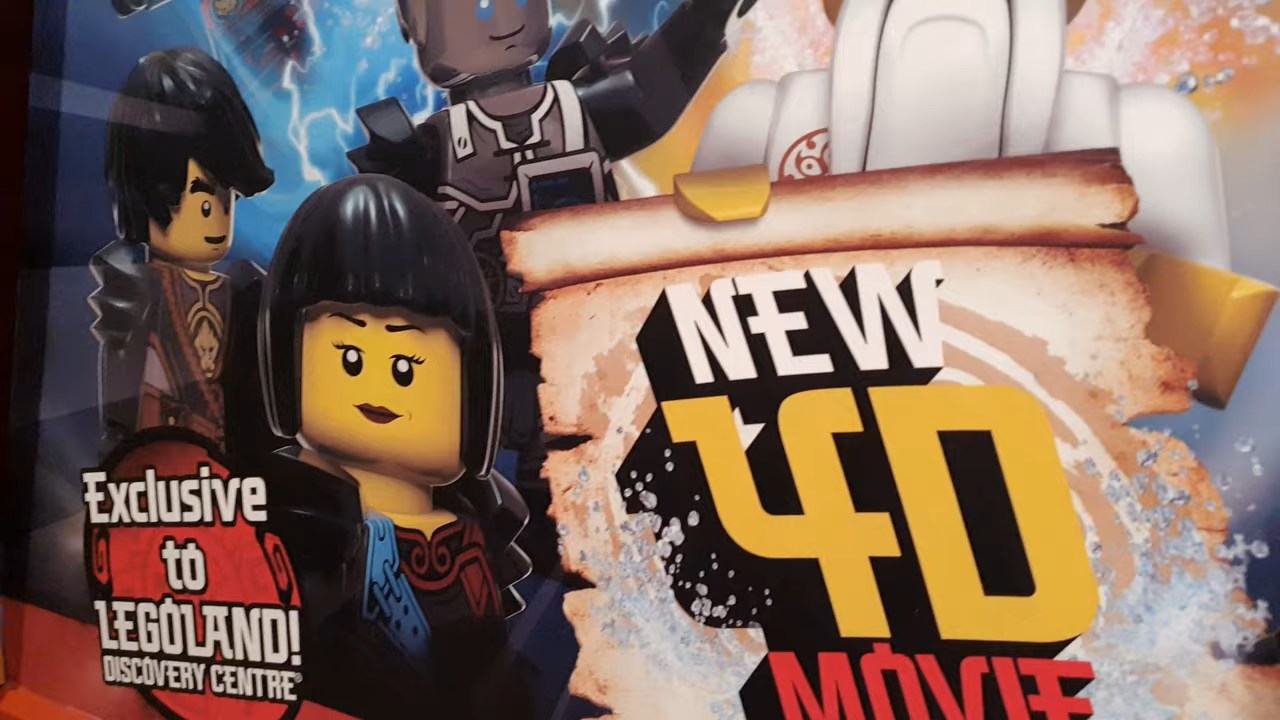 NEW
4D
MOVIE
Exclusive
to
LEGOLAND!
DISCOVERY CENTRE®